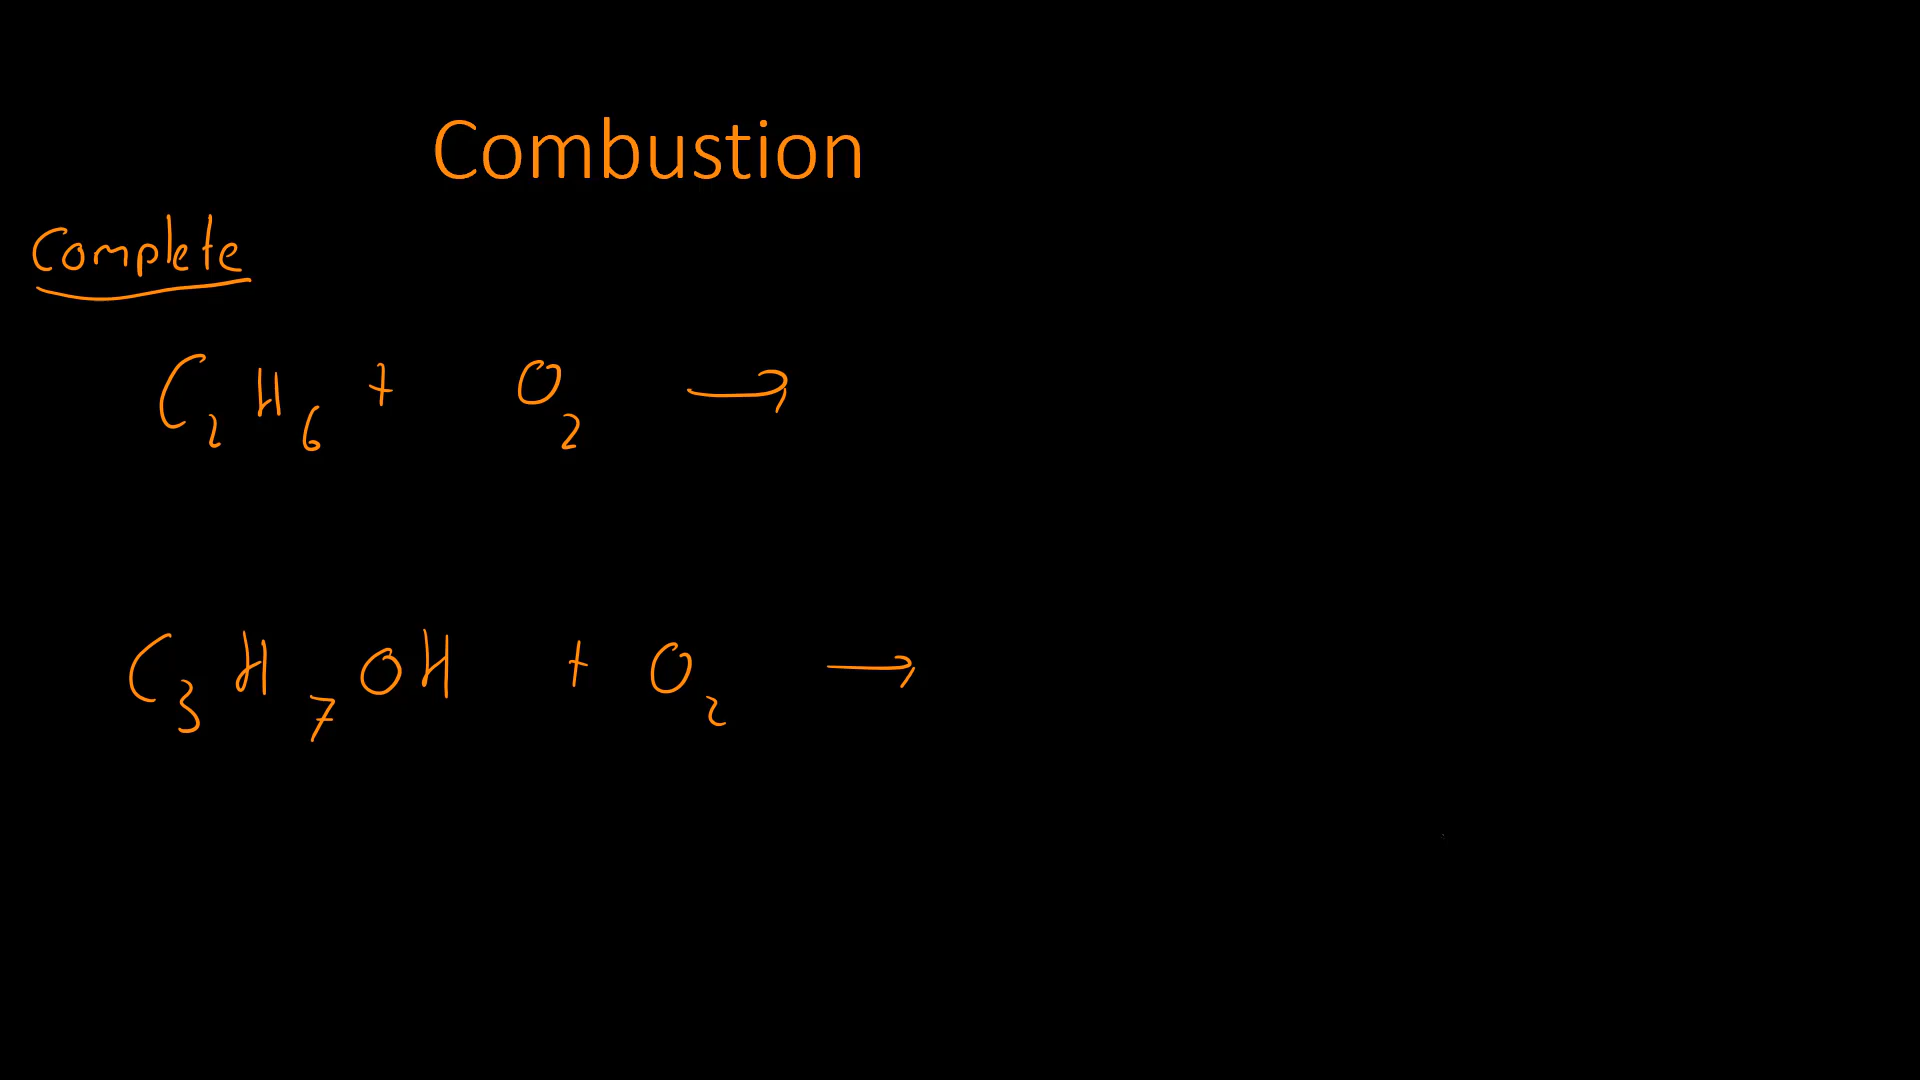 Combustion
Complete
C₂H₆ + O₂ →
C₃H₇OH + O₂ →